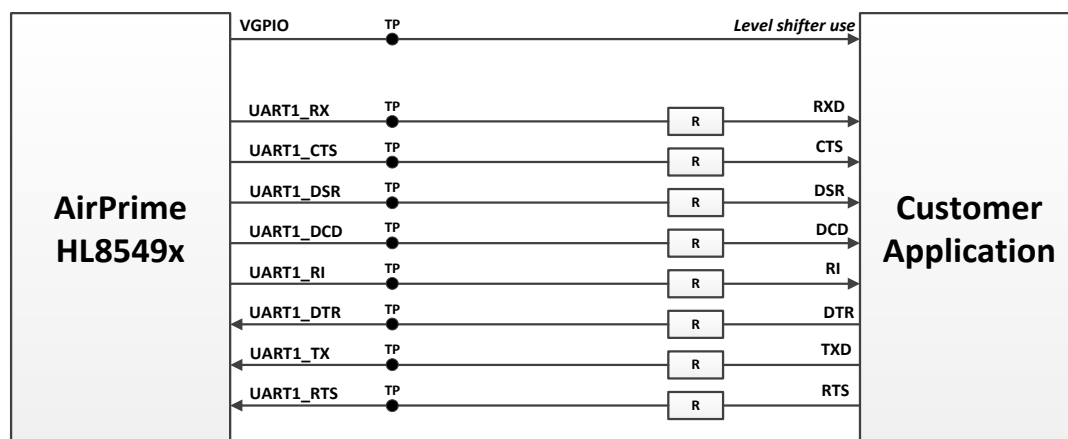 VGPIO TP Level shifter use
UART1_RX TP R RXD
UART1_CTS TP R CTS
UART1_DSR TP R DSR
UART1_DCD TP R DCD
UART1_RI TP R RI
UART1_DTR TP R DTR
UART1_TX TP R TXD
UART1_RTS TP R RTS
AirPrime
HL8549x
Customer
Application